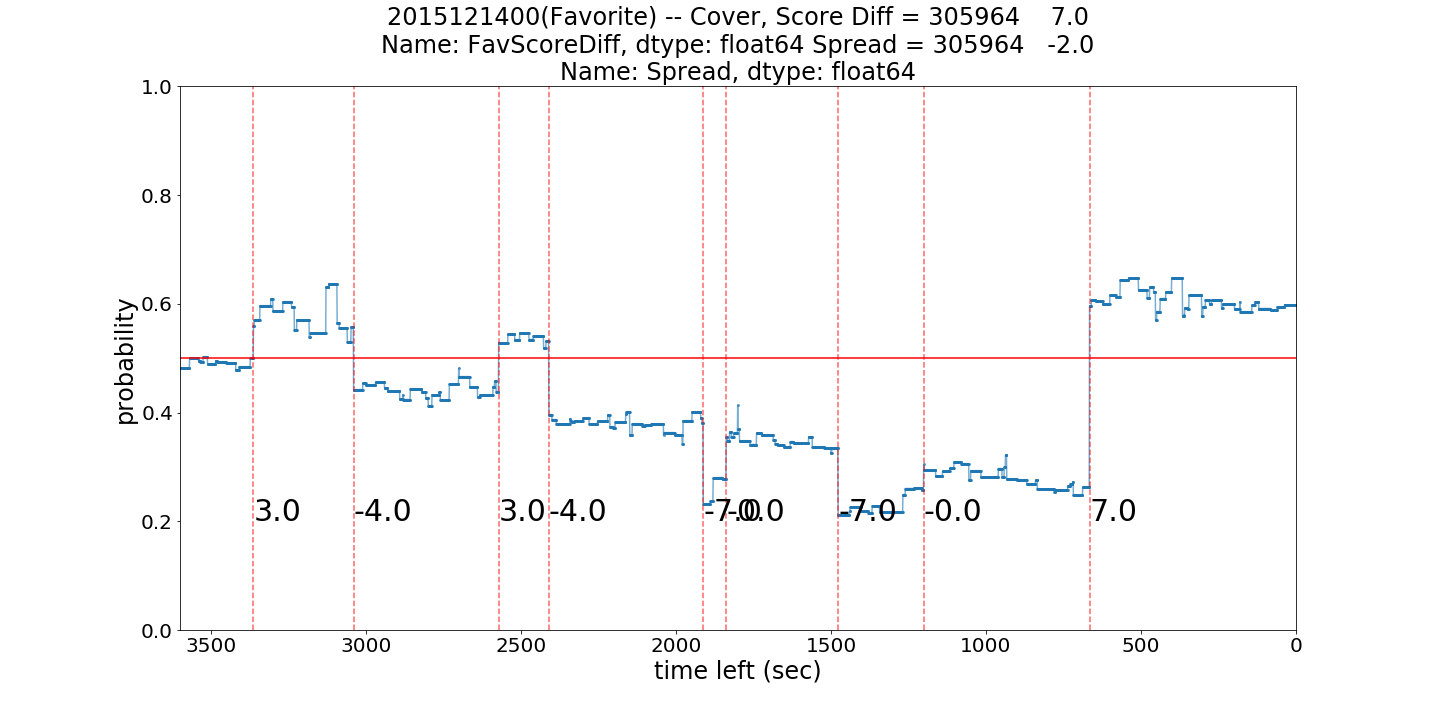 2015121400(Favorite) -- Cover, Score Diff = 305964    7.0
Name: FavScoreDiff, dtype: float64 Spread = 305964   -2.0
Name: Spread, dtype: float64
1.0
0.8
0.6
0.4
0.2
0.0
probability
3.0
-4.0
3.0
-4.0
-7.0
-0.0
-7.0
-0.0
7.0
3500 3000 2500 2000 1500 1000 500 0
time left (sec)